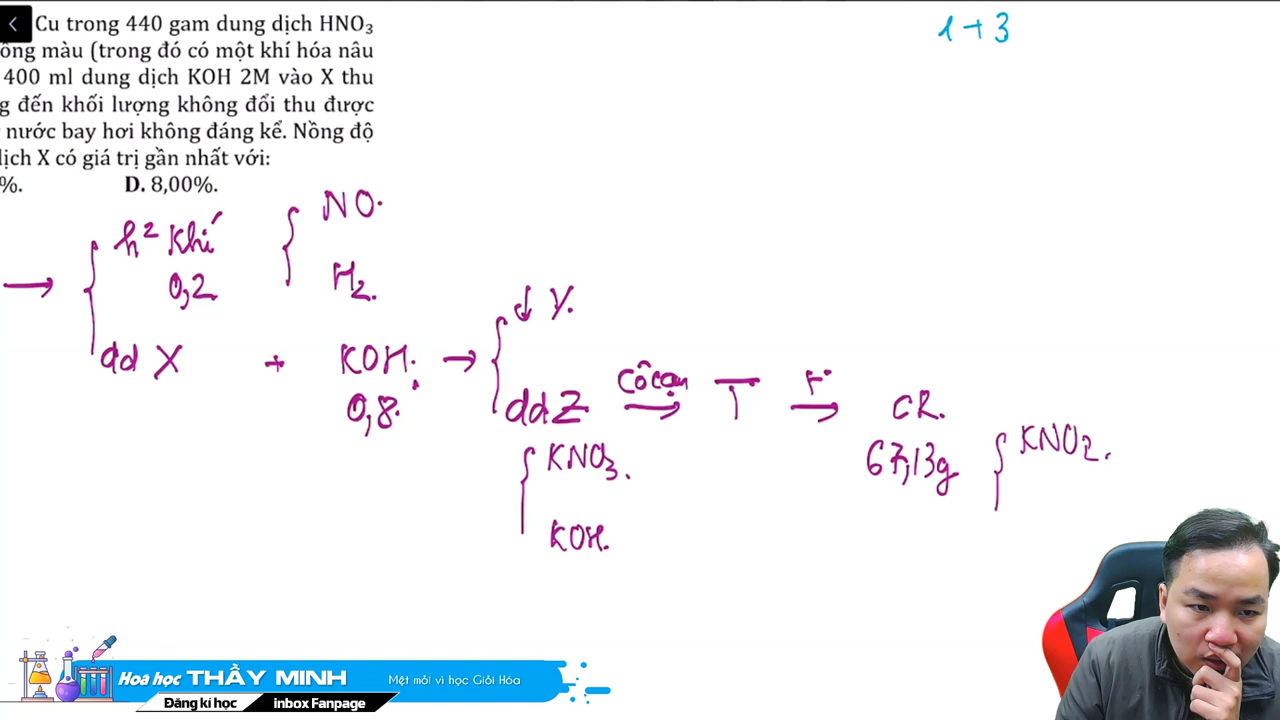 Cu trong 440 gam dung dịch HNO₃
ông màu (trong đó có một khí hóa nâu
400 ml dung dịch KOH 2M vào X thu
g đến khối lượng không đổi thu được
nước bay hơi không đáng kể. Nồng độ
dịch X có giá trị gần nhất với:
%. D. 8,00%.
1+3
→ h² khí NO.
0,2 H₂.
dd X + KOH. → ↓ Y.
0,8. dd Z cô cạn → T t° → CR.
KNO₃. 67,13g KNO₂.
KOH.
Hoá học THẦY MINH Mệt mỏi vì học Giỏi Hóa
Đăng kí học inbox Fanpage